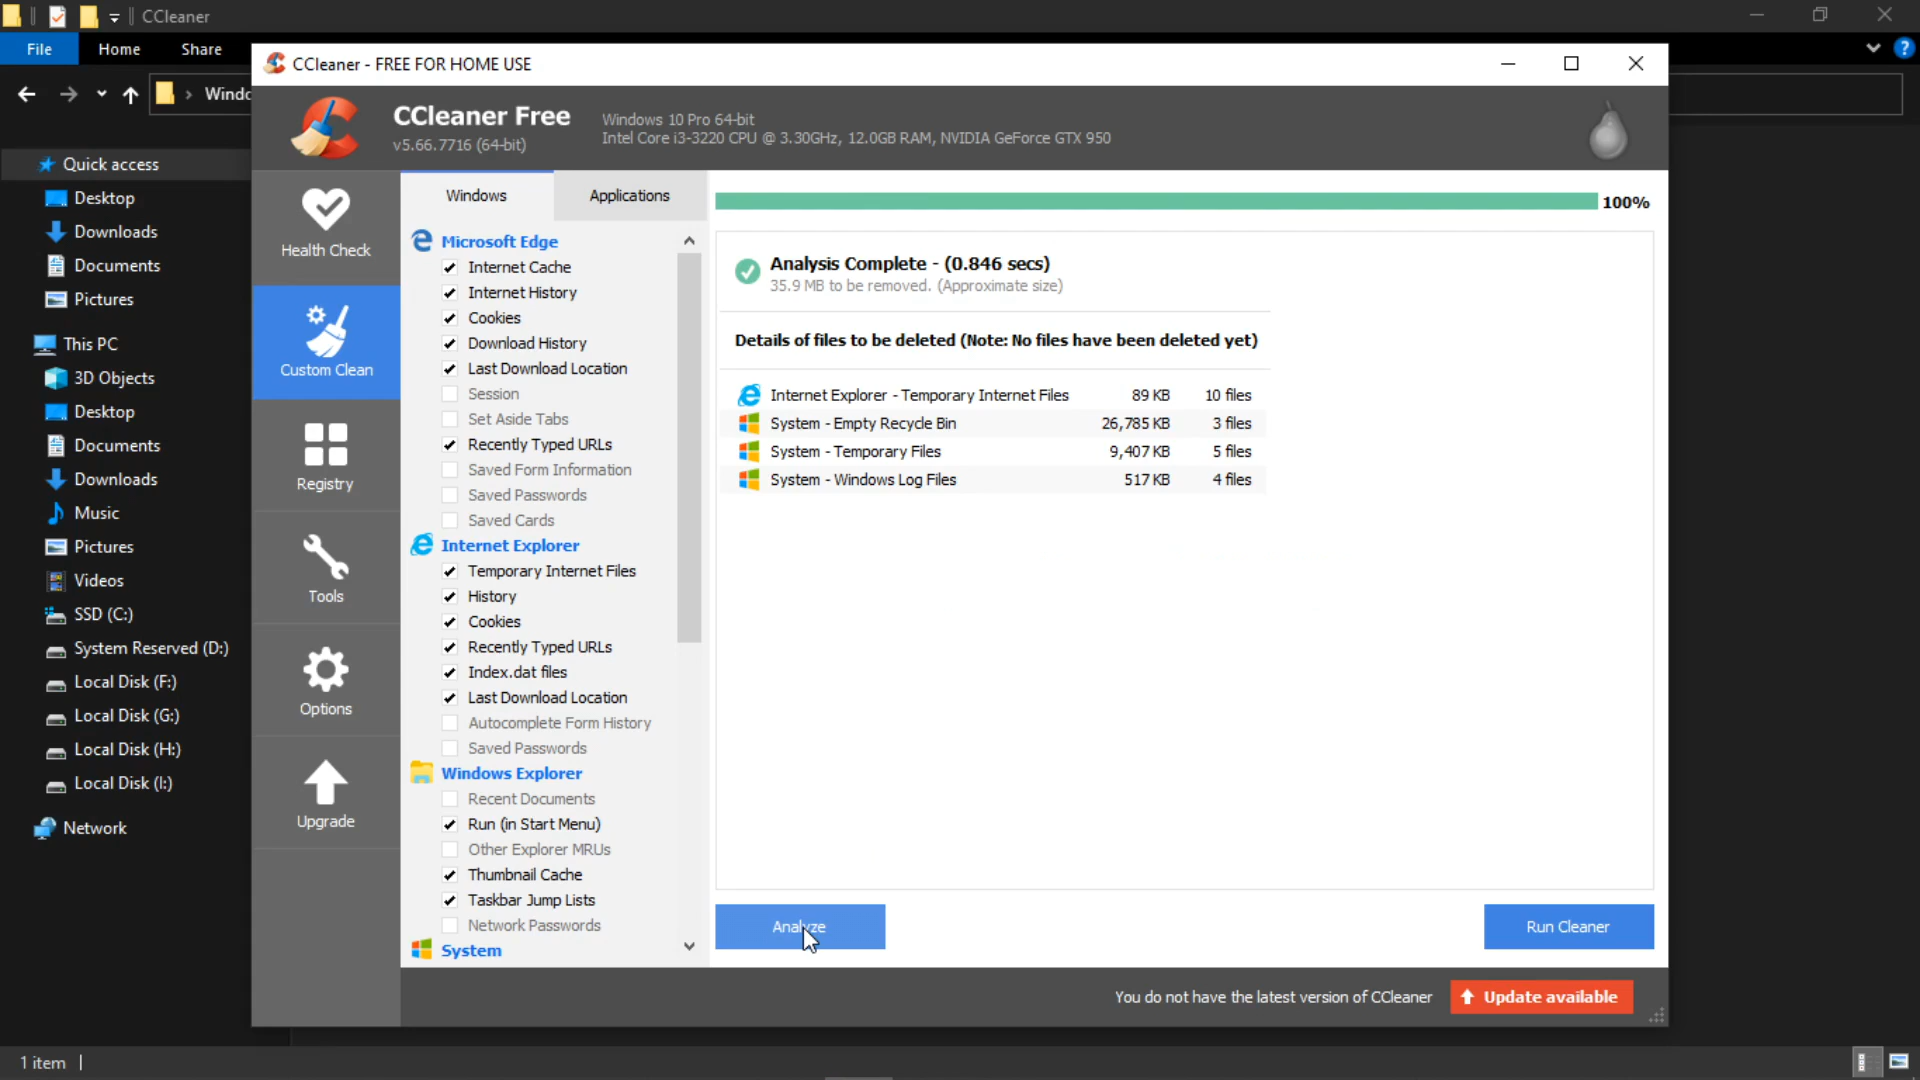 CCleaner
File Home Share
Windo
Quick access
Desktop
Downloads
Documents
Pictures
This PC
3D Objects
Desktop
Documents
Downloads
Music
Pictures
Videos
SSD (C:)
System Reserved (D:)
Local Disk (F:)
Local Disk (G:)
Local Disk (H:)
Local Disk (I:)
Network
1 item
CCleaner - FREE FOR HOME USE
CCleaner Free
v5.66.7716 (64-bit)
Windows 10 Pro 64-bit
Intel Core i3-3220 CPU @ 3.30GHz, 12.0GB RAM, NVIDIA GeForce GTX 950
Health Check
Custom Clean
Registry
Tools
Options
Upgrade
Windows Applications
Microsoft Edge
Internet Cache
Internet History
Cookies
Download History
Last Download Location
Session
Set Aside Tabs
Recently Typed URLs
Saved Form Information
Saved Passwords
Saved Cards
Internet Explorer
Temporary Internet Files
History
Cookies
Recently Typed URLs
Index.dat files
Last Download Location
Autocomplete Form History
Saved Passwords
Windows Explorer
Recent Documents
Run (in Start Menu)
Other Explorer MRUs
Thumbnail Cache
Taskbar Jump Lists
Network Passwords
System
100%
Analysis Complete - (0.846 secs)
35.9 MB to be removed. (Approximate size)
Details of files to be deleted (Note: No files have been deleted yet)
Internet Explorer - Temporary Internet Files 89 KB 10 files
System - Empty Recycle Bin 26,785 KB 3 files
System - Temporary Files 9,407 KB 5 files
System - Windows Log Files 517 KB 4 files
Analyze
Run Cleaner
You do not have the latest version of CCleaner
Update available